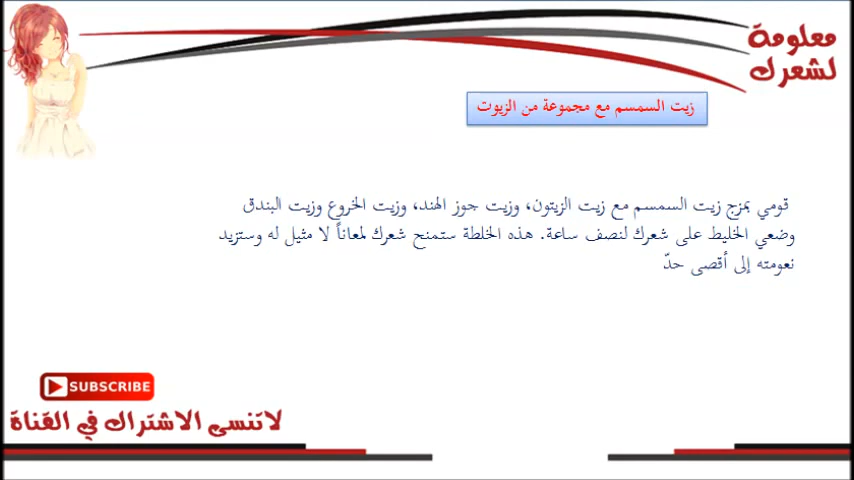 معلومة
لشعرك
زيت السمسم مع مجموعة من الزيوت
قومي بمزج زيت السمسم مع زيت الزيتون، وزيت جوز الهند، وزيت الخروع وزيت البندق
وضعي الخليط على شعرك لنصف ساعة. هذه الخلطة ستمنح شعرك لمعاناً لا مثيل له وستزيد
نعومته إلى أقصى حدّ
SUBSCRIBE
لاتنسى الاشتراك في القناة